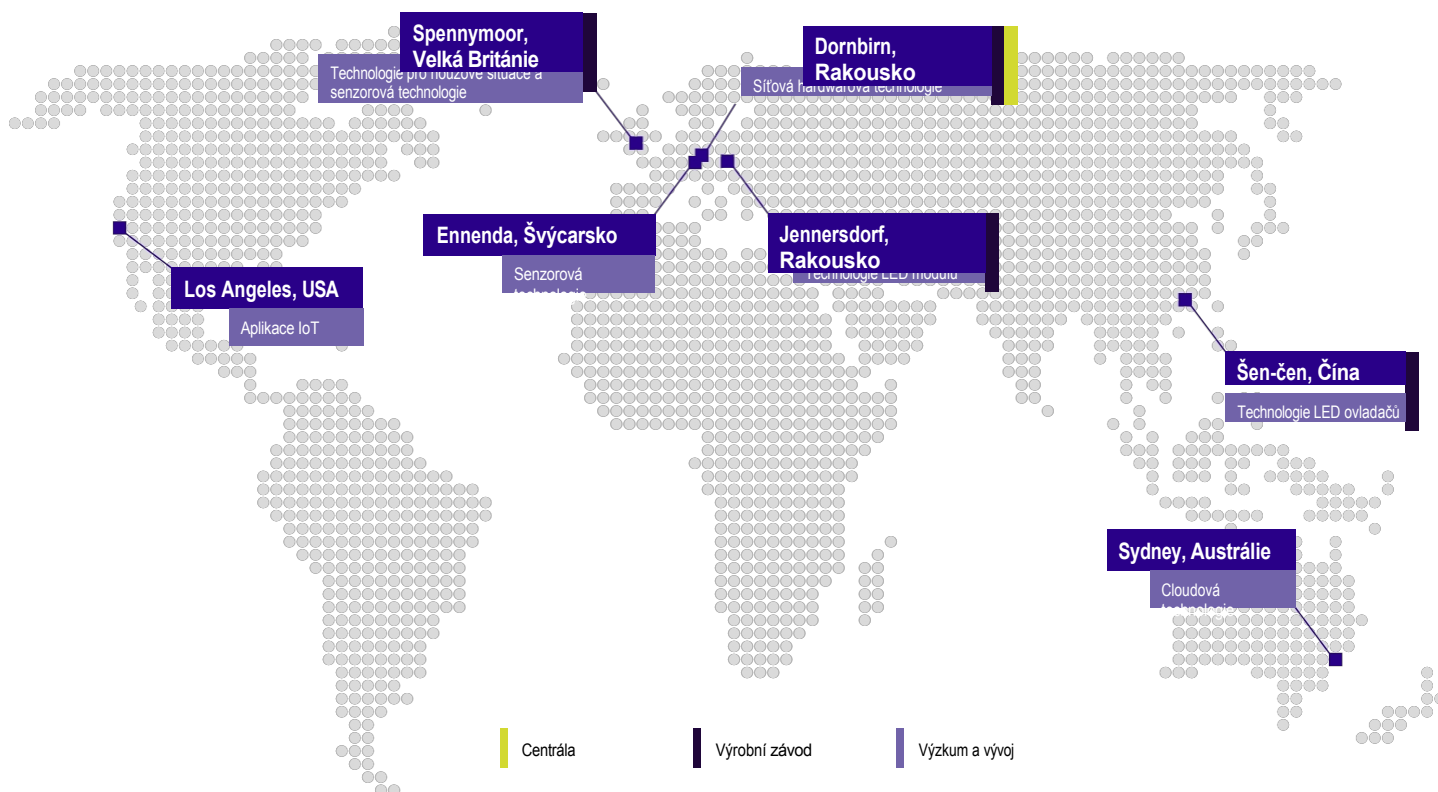 Spennymoor,
Velká Británie
Technologie pro nouzové situace a
senzorová technologie
Dornbirn,
Rakousko
Síťová hardwarová technologie
Ennenda, Švýcarsko
Senzorová
technologie
Jennersdorf,
Rakousko
Technologie LED modulů
Los Angeles, USA
Aplikace IoT
Šen-čen, Čína
Technologie LED ovladačů
Sydney, Austrálie
Cloudová
technologie
Centrála
Výrobní závod
Výzkum a vývoj